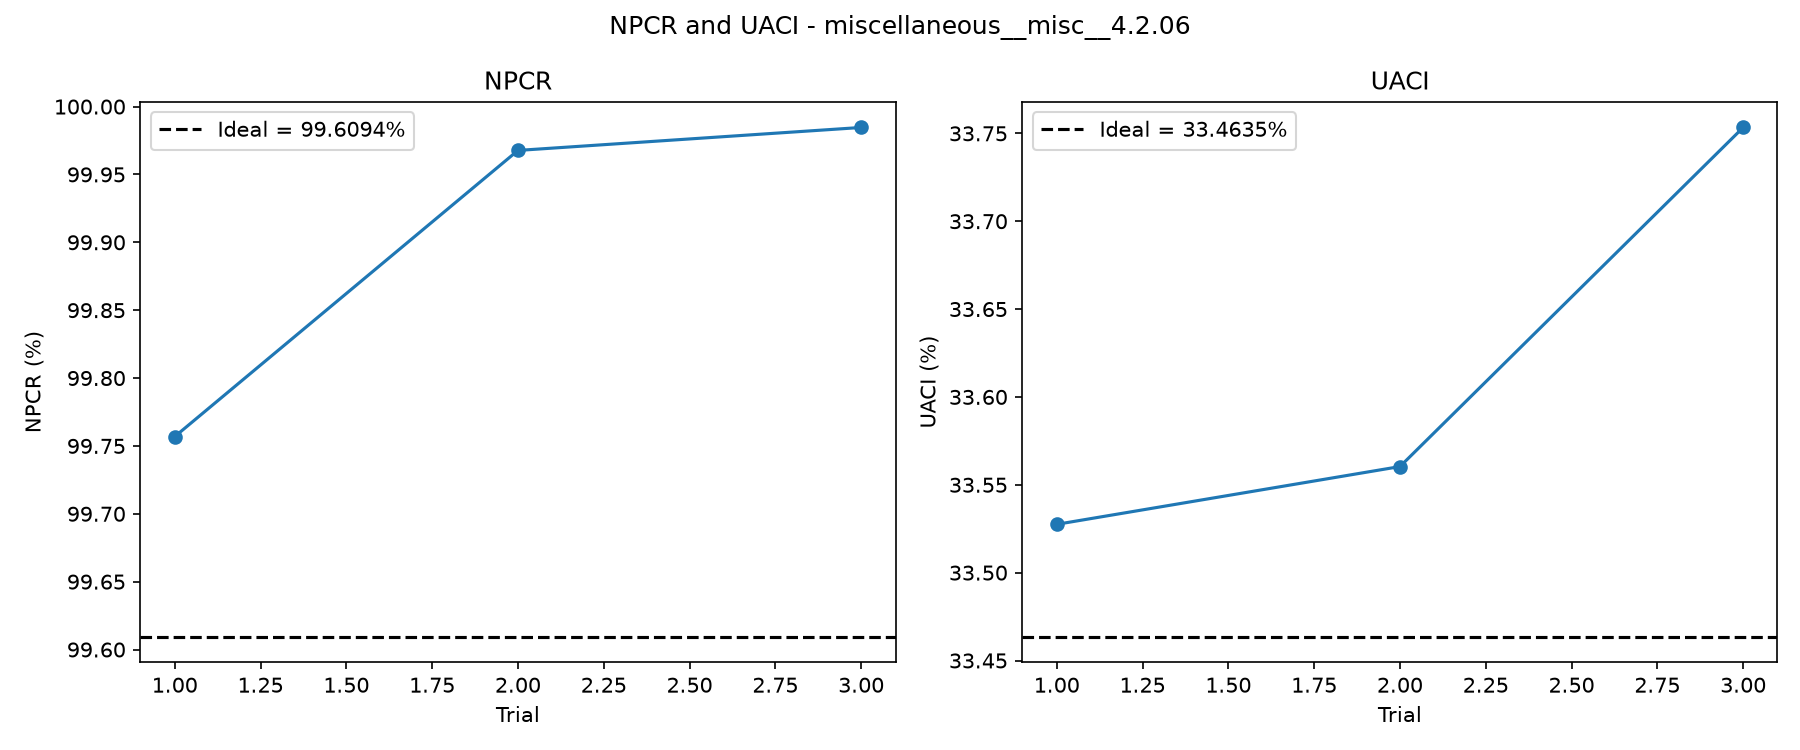 NPCR and UACI - miscellaneous__misc__4.2.06
NPCR
100.00
99.95
99.90
99.85
99.80
99.75
99.70
99.65
99.60
NPCR (%)
Ideal = 99.6094%
1.00 1.25 1.50 1.75 2.00 2.25 2.50 2.75 3.00
Trial
UACI
33.75
33.70
33.65
33.60
33.55
33.50
33.45
UACI (%)
Ideal = 33.4635%
1.00 1.25 1.50 1.75 2.00 2.25 2.50 2.75 3.00
Trial